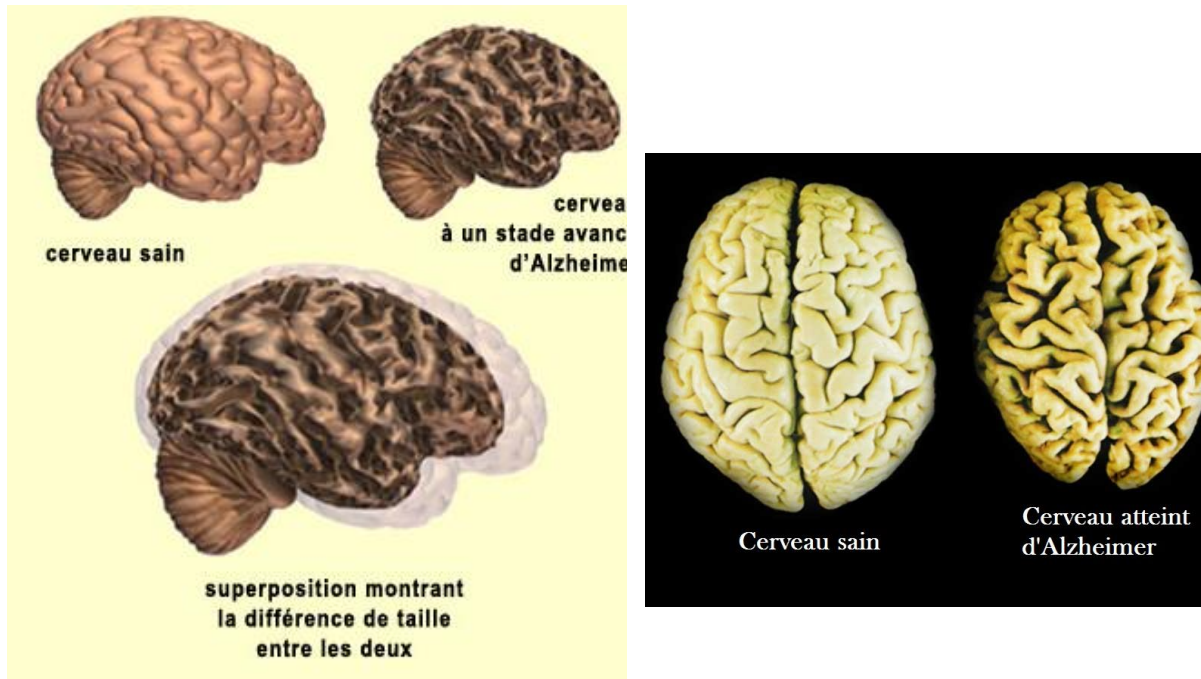 cerveau sain
cervea
à un stade avanc
d'Alzheime
superposition montrant
la différence de taille
entre les deux
Cerveau sain
Cerveau atteint
d'Alzheimer